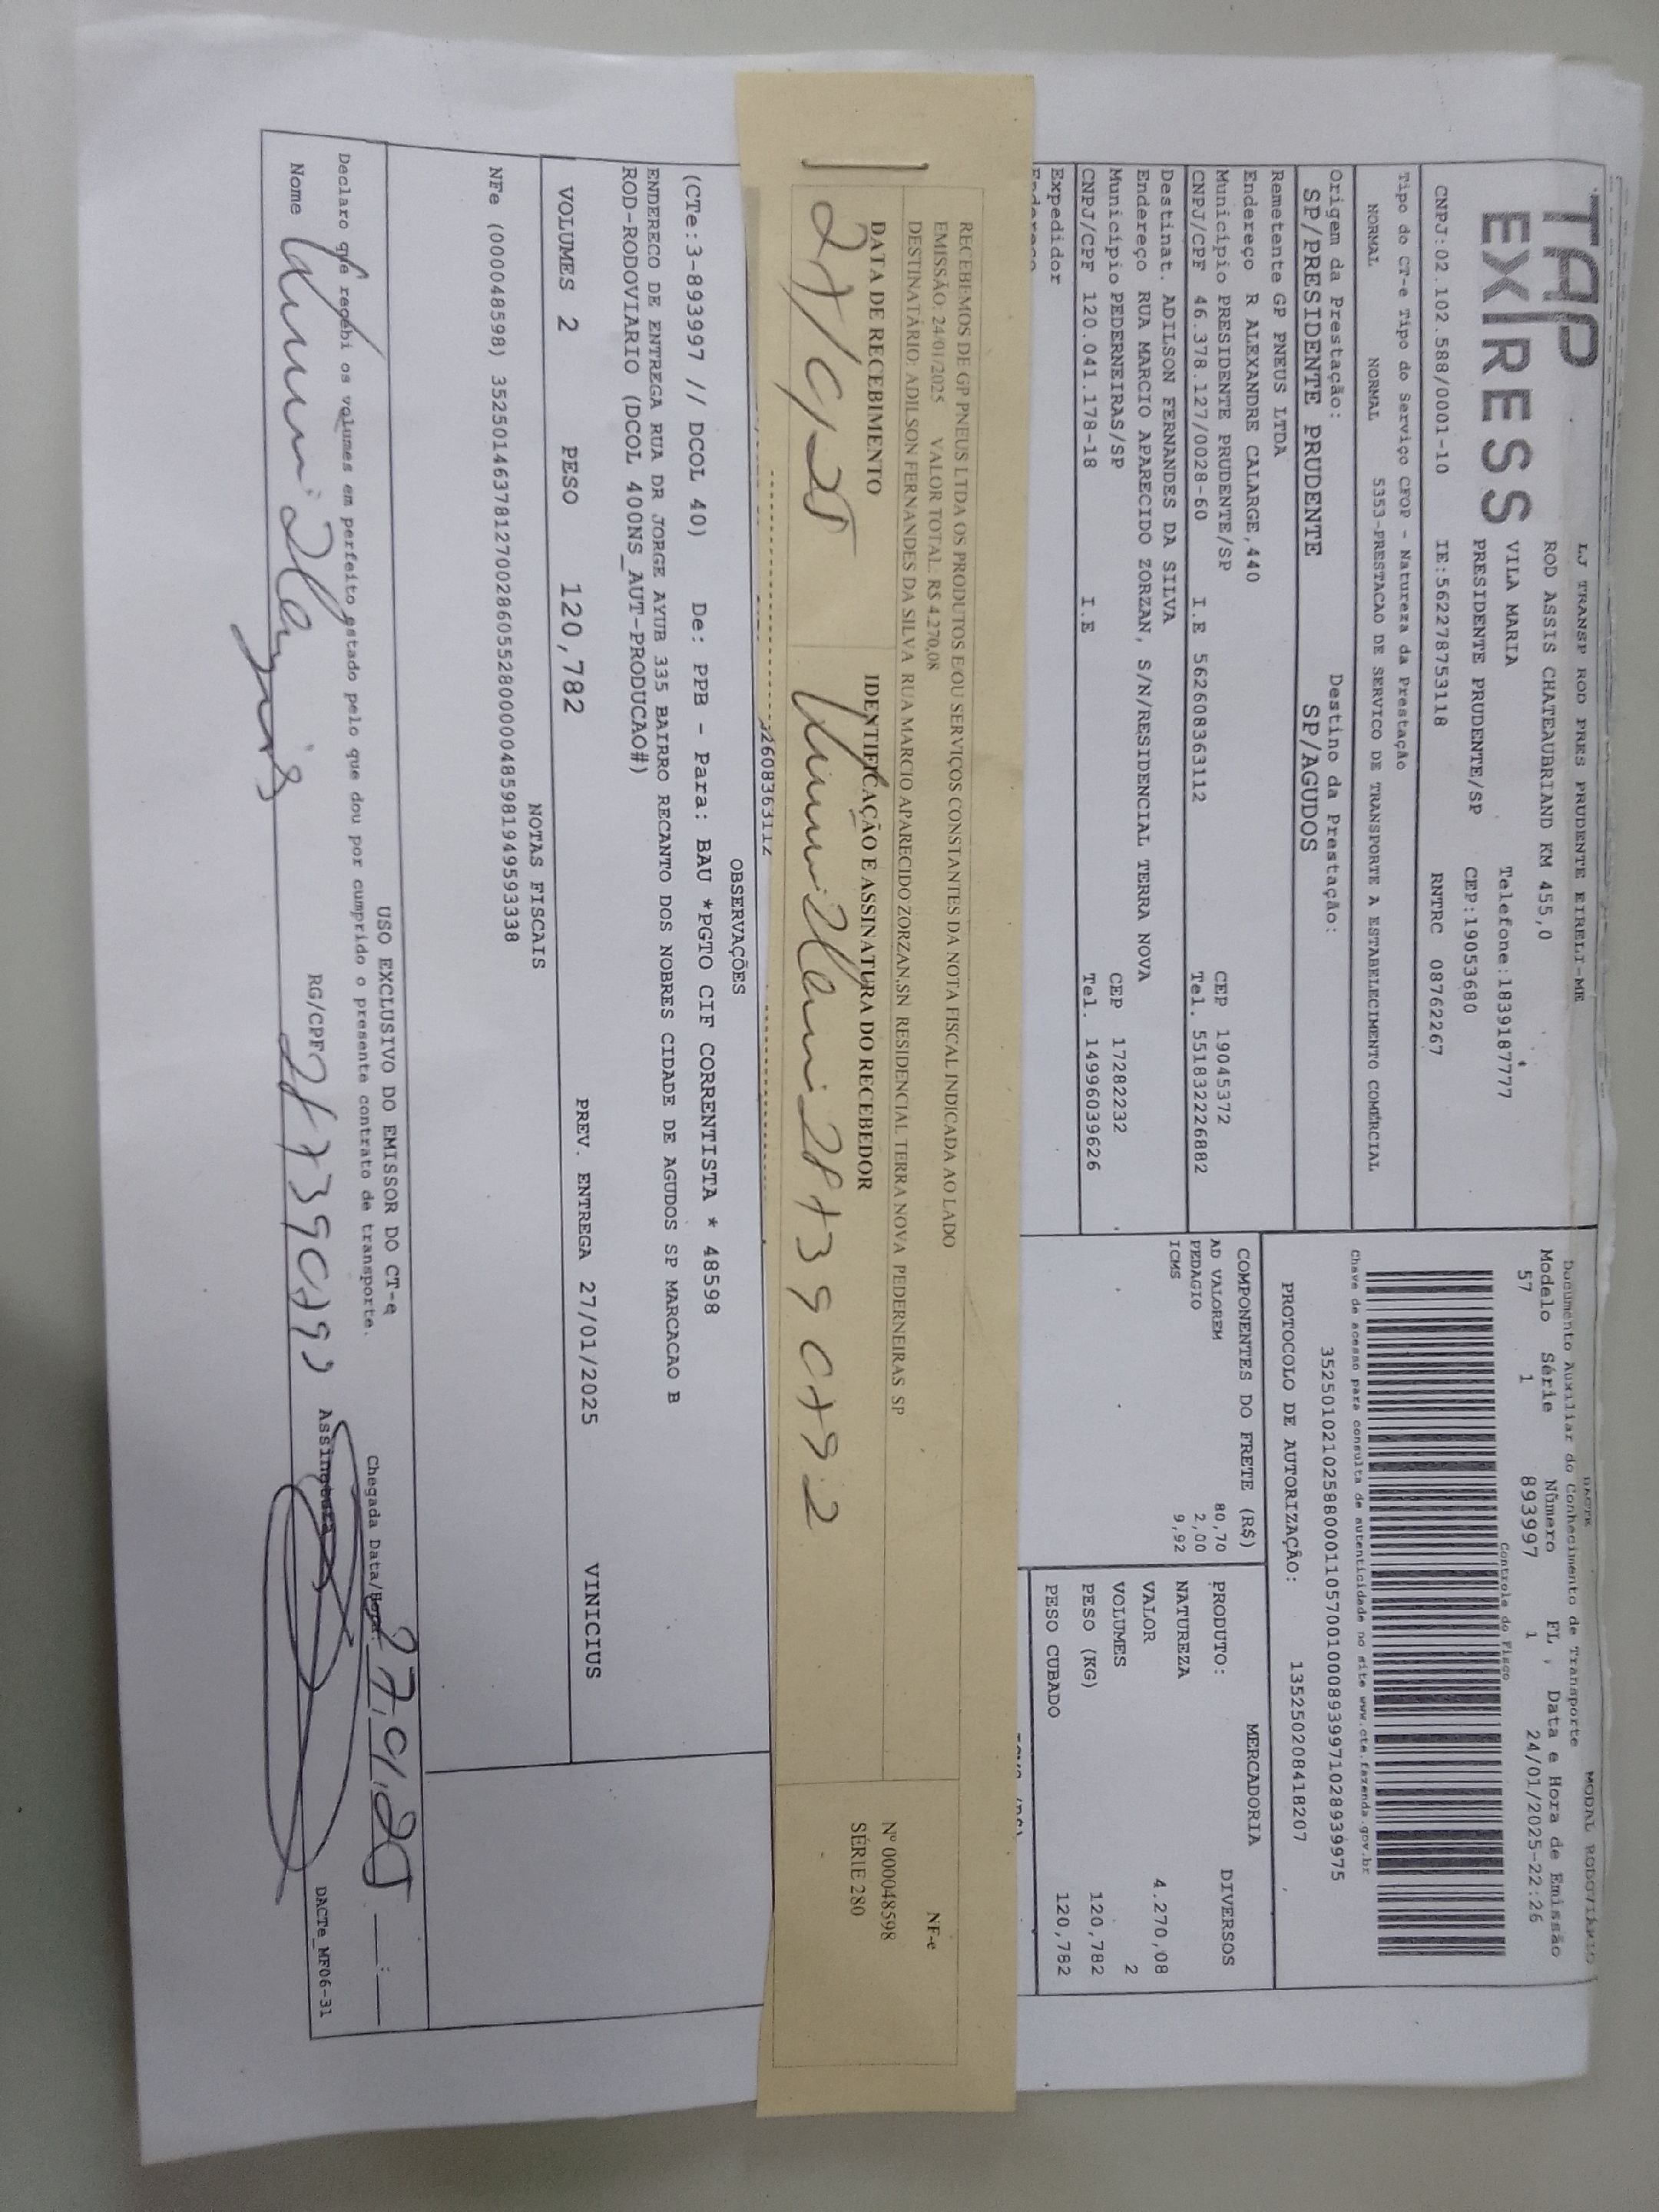 TAP
EXPRESS
LJ TRANSP ROD PRES PRUDENTE EIRELI-ME
ROD ASSIS CHATEAUBRIAND KM 455,0
VILA MARIA Telefone:1839187777
PRESIDENTE PRUDENTE/SP CEP:19053680
CNPJ:02.102.588/0001-10 IE:562278753118 RNTRC 08762267
Tipo do CT-e Tipo do Serviço CFOP - Natureza da Prestação
NORMAL NORMAL 5353-PRESTACAO DE SERVICO DE TRANSPORTE A ESTABELECIMENTO COMERCIAL
Origem da Prestação: Destino da Prestação:
SP/PRESIDENTE PRUDENTE SP/AGUDOS
Remetente GP PNEUS LTDA
Endereço R ALEXANDRE CALARGE,440
Município PRESIDENTE PRUDENTE/SP CEP 19045372
CNPJ/CPF 46.378.127/0028-60 I.E 562608363112 Tel. 551832226882
Destinat. ADILSON FERNANDES DA SILVA
Endereço RUA MARCIO APARECIDO ZORZAN, S/N/RESIDENCIAL TERRA NOVA
Município PEDERNEIRAS/SP CEP 17282232
CNPJ/CPF 120.041.178-18 I.E Tel. 14996039626
Expedidor
Endereço
DACTE MODAL RODOVIÁRIO
Documento Auxiliar do Conhecimento de Transporte
Modelo Série Número FL Data e Hora de Emissão
57 1 893997 1 24/01/2025-22:26
Controle do Fisco
Chave de acesso para consulta de autenticidade no site www.cte.fazenda.gov.br
35250102102588000110570010008939971028939975
PROTOCOLO DE AUTORIZAÇÃO: 135250208418207
COMPONENTES DO FRETE (R$)
AD VALOREM 80,70
PEDAGIO 2,00
ICMS 9,92
MERCADORIA
PRODUTO: DIVERSOS
NATUREZA
VALOR 4.270,08
VOLUMES 2
PESO (KG) 120,782
PESO CUBADO 120,782
RECEBEMOS DE GP PNEUS LTDA OS PRODUTOS E/OU SERVIÇOS CONSTANTES DA NOTA FISCAL INDICADA AO LADO
EMISSÃO: 24/01/2025 VALOR TOTAL: R$ 4.270,08
DESTINATÁRIO: ADILSON FERNANDES DA SILVA RUA MARCIO APARECIDO ZORZAN,SN RESIDENCIAL TERRA NOVA PEDERNEIRAS SP
DATA DE RECEBIMENTO IDENTIFICAÇÃO E ASSINATURA DO RECEBEDOR
27/01/25
NF-e
Nº 000048598
SÉRIE 280
OBSERVAÇÕES
(CTe:3-893997 // DCOL 40) De: PPB - Para: BAU *PGTO CIF CORRENTISTA * 48598
ENDERECO DE ENTREGA RUA DR JORGE AYUB 335 BAIRRO RECANTO DOS NOBRES CIDADE DE AGUDOS SP MARCACAO B
ROD-RODOVIARIO (DCOL 400NS_AUT-PRODUCAO#)
VOLUMES 2 PESO 120,782 PREV. ENTREGA 27/01/2025 VINICIUS
NOTAS FISCAIS
NFe (000048598) 35250146378127002860552800000485981949593338
USO EXCLUSIVO DO EMISSOR DO CT-e
Declaro que recebi os volumes em perfeito estado pelo que dou por cumprido o presente contrato de transporte.
Chegada Data/Hora: 27,01,25
Nome RG/CPF Assinatura
DACTe_MF06-31